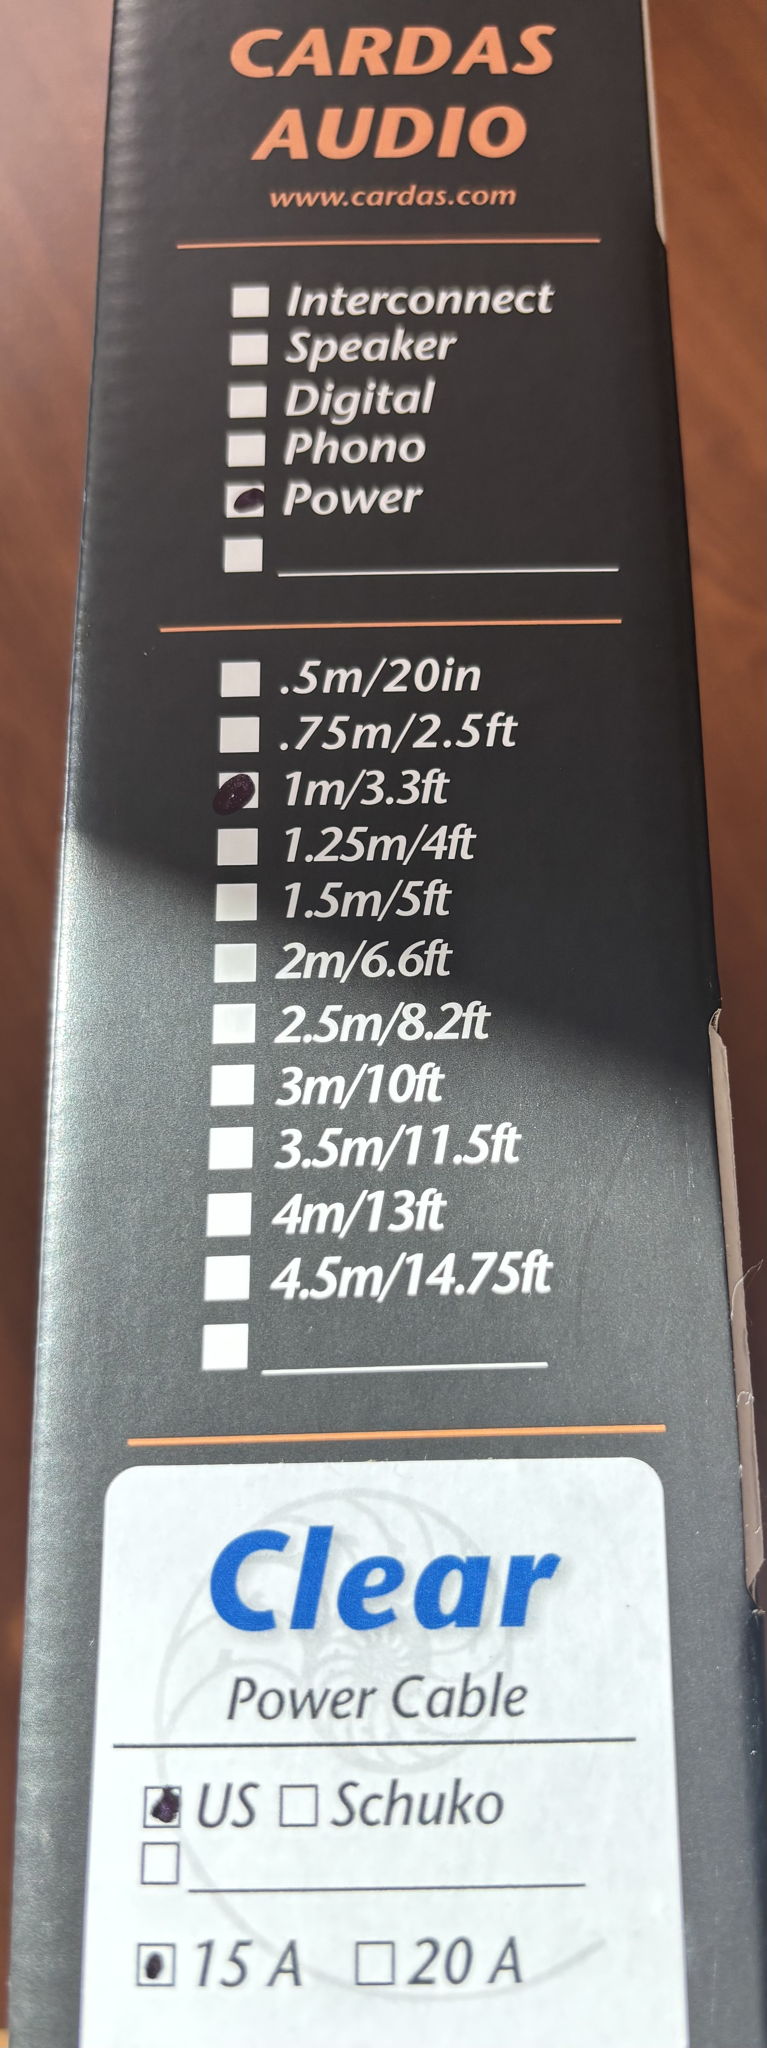 CARDAS
AUDIO
www.cardas.com
Interconnect
Speaker
Digital
Phono
Power
.5m/20in
.75m/2.5ft
1m/3.3ft
1.25m/4ft
1.5m/5ft
2m/6.6ft
2.5m/8.2ft
3m/10ft
3.5m/11.5ft
4m/13ft
4.5m/14.75ft
Clear
Power Cable
US Schuko
15 A 20 A